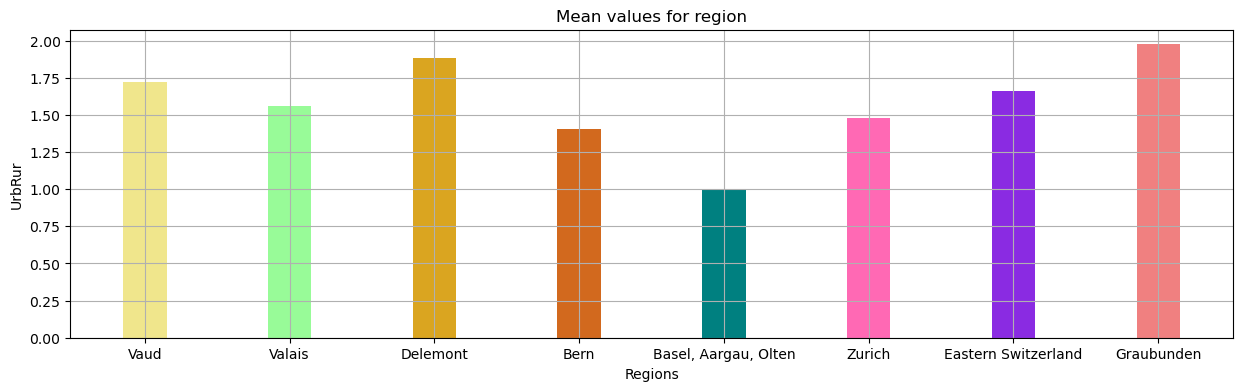 Mean values for region
UrbRur
2.00
1.75
1.50
1.25
1.00
0.75
0.50
0.25
0.00
Vaud Valais Delemont Bern Basel, Aargau, Olten Zurich Eastern Switzerland Graubunden
Regions